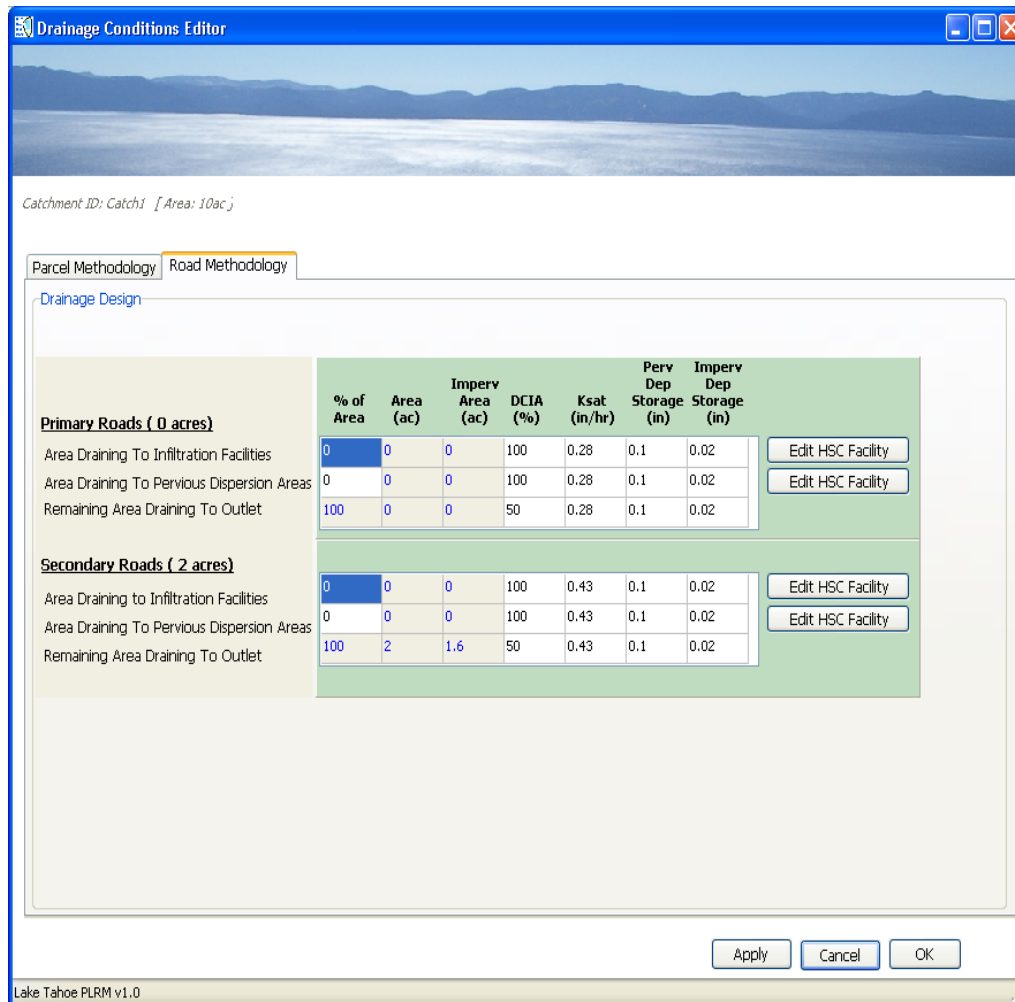 Drainage Conditions Editor
Catchment ID: Catch1 [ Area: 10ac ]
Parcel Methodology Road Methodology
Drainage Design
% of Area Area (ac) Imperv Area (ac) DCIA (%) Ksat (in/hr) Perv Dep Storage (in) Imperv Dep Storage (in)
Primary Roads ( 0 acres)
Area Draining To Infiltration Facilities 0 0 0 100 0.28 0.1 0.02 Edit HSC Facility
Area Draining To Pervious Dispersion Areas 0 0 0 100 0.28 0.1 0.02 Edit HSC Facility
Remaining Area Draining To Outlet 100 0 0 50 0.28 0.1 0.02
Secondary Roads ( 2 acres)
Area Draining to Infiltration Facilities 0 0 0 100 0.43 0.1 0.02 Edit HSC Facility
Area Draining To Pervious Dispersion Areas 0 0 0 100 0.43 0.1 0.02 Edit HSC Facility
Remaining Area Draining To Outlet 100 2 1.6 50 0.43 0.1 0.02
Apply Cancel OK
Lake Tahoe PLRM v1.0